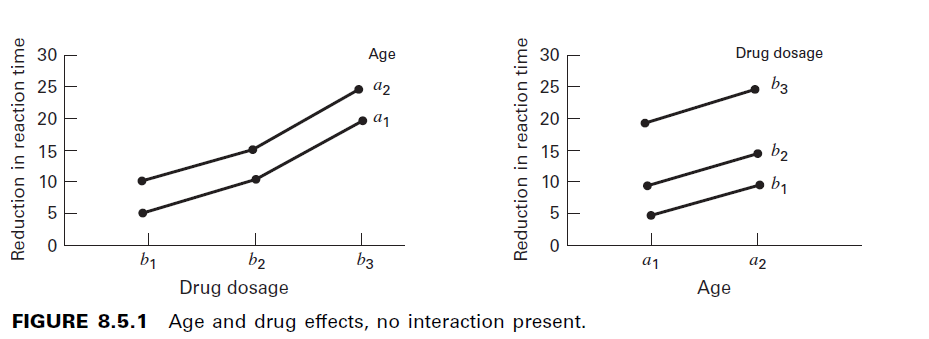 Reduction in reaction time
30
25
20
15
10
5
0
Age
a2
a1
b1
b2
b3
Drug dosage
Reduction in reaction time
30
25
20
15
10
5
0
Drug dosage
b3
b2
b1
a1
a2
Age
FIGURE 8.5.1 Age and drug effects, no interaction present.